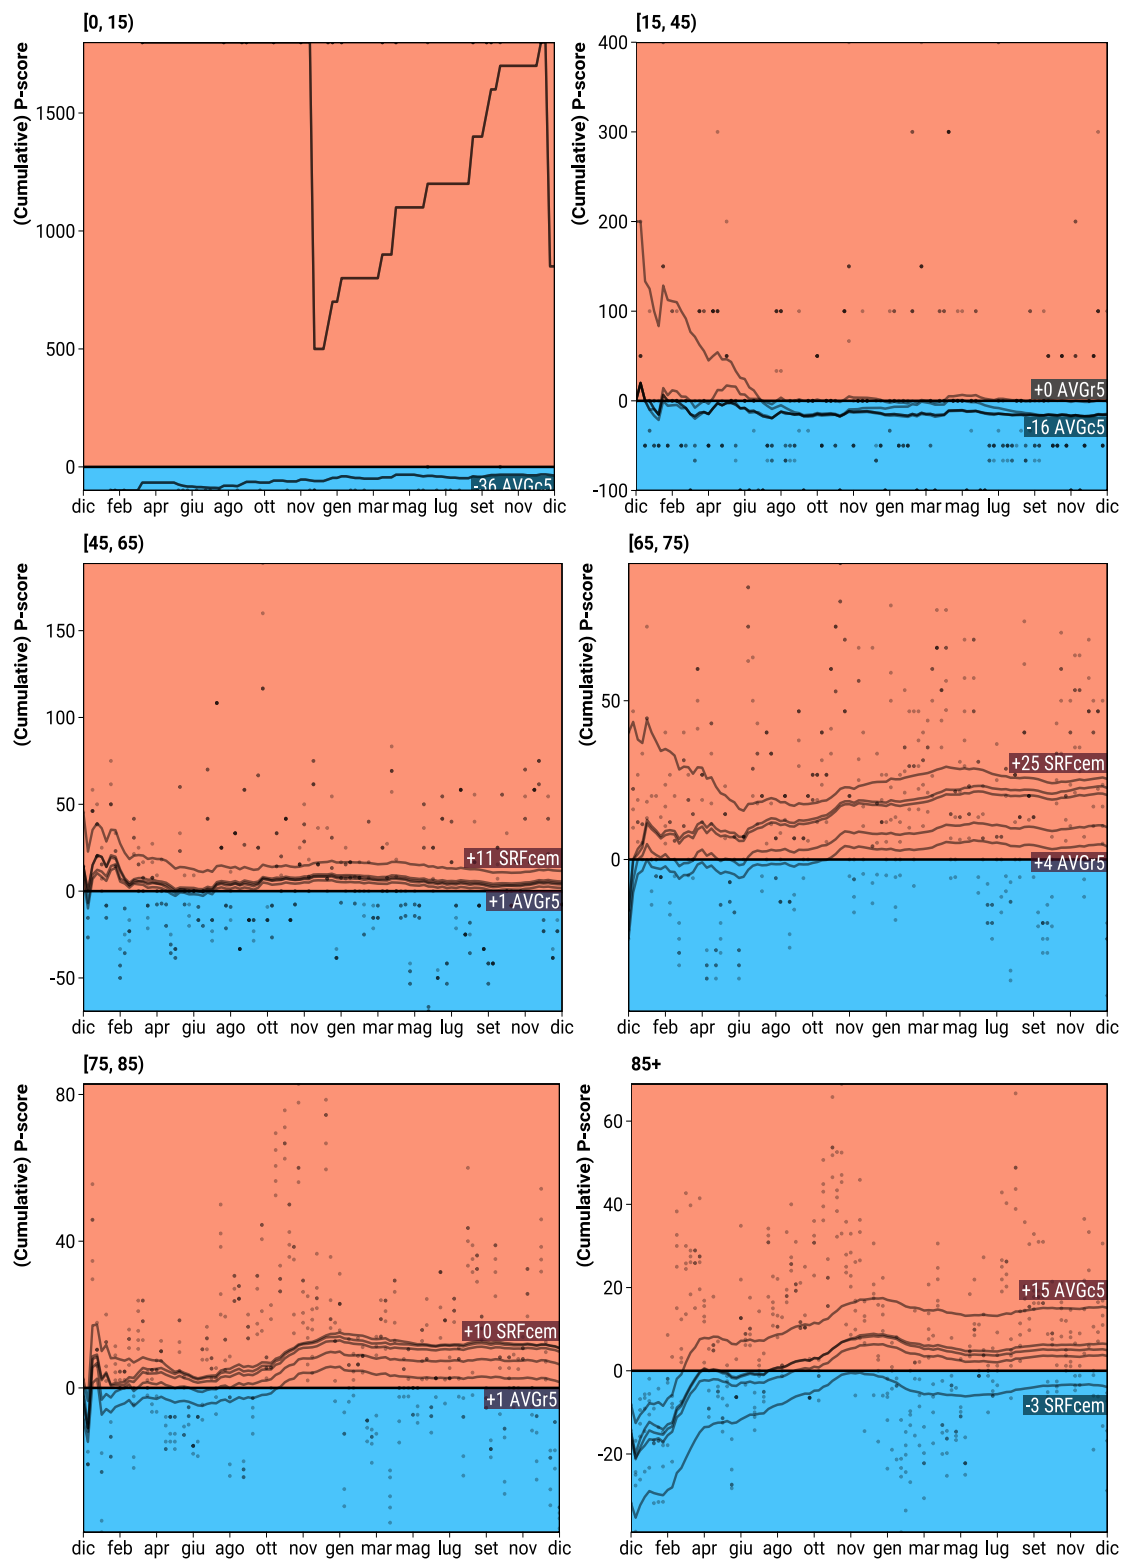 [0, 15)
(Cumulative) P-score
1500
1000
500
0
-36 AVGc5
dic feb apr giu ago ott dic gen mar mag lug set nov dic
[15, 45)
(Cumulative) P-score
400
300
200
100
0
-100
+0 AVGr5
-16 AVGc5
dic feb apr giu ago ott nov gen mar mag lug set nov dic
[45, 65)
(Cumulative) P-score
150
100
50
0
-50
+11 SRFcem
+1 AVGr5
dic feb apr giu ago ott nov gen mar mag lug set nov dic
[65, 75)
(Cumulative) P-score
50
0
+25 SRFcem
+4 AVGr5
dic feb apr giu ago ott nov gen mar mag lug set nov dic
[75, 85)
(Cumulative) P-score
80
40
0
+10 SRFcem
+1 AVGr5
dic feb apr giu ago ott nov gen mar mag lug set nov dic
85+
(Cumulative) P-score
60
40
20
0
-20
+15 AVGc5
-3 SRFcem
dic feb apr giu ago ott nov gen mar mag lug set nov dic